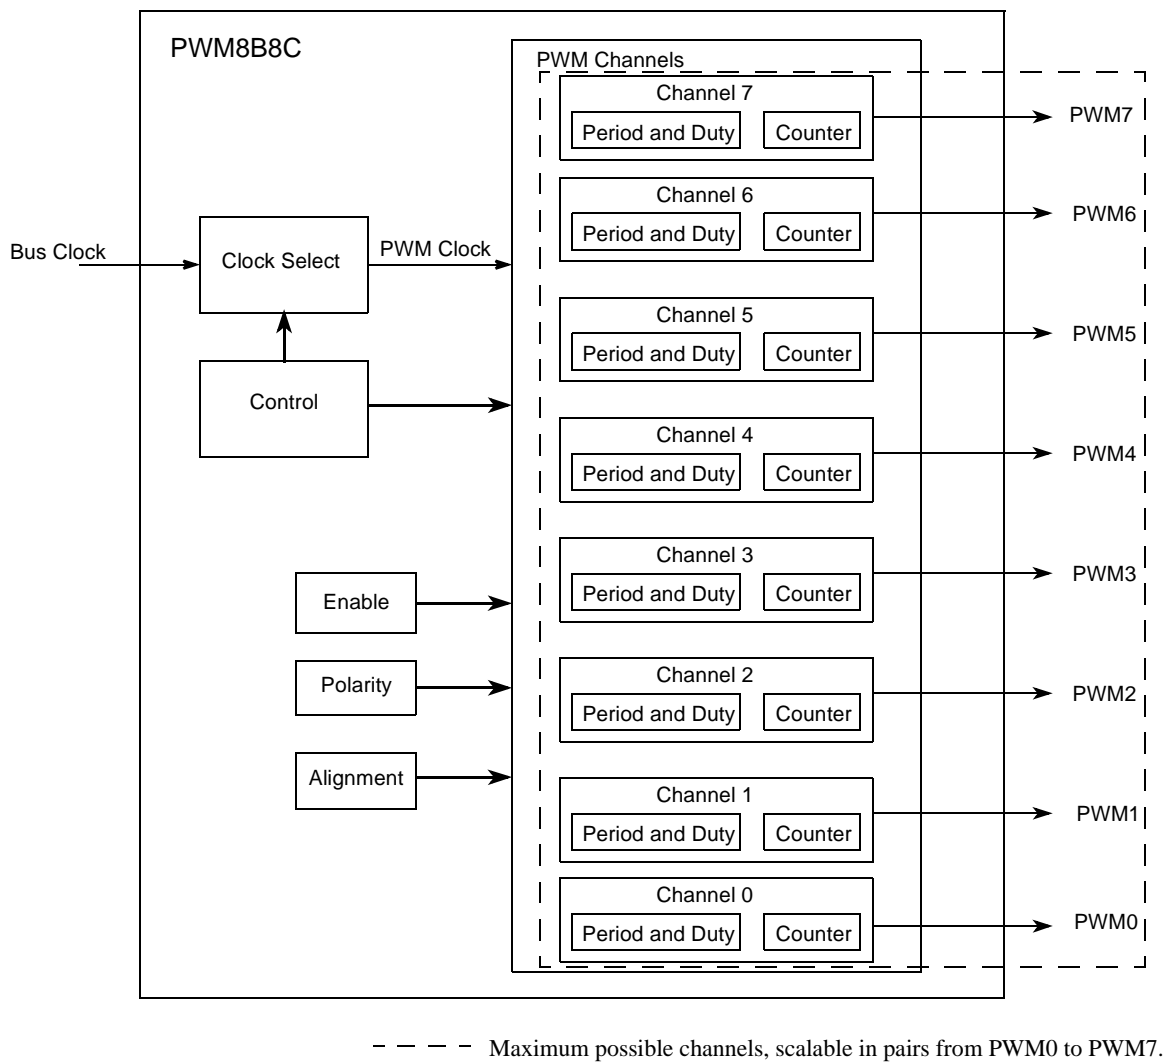 PWM8B8C
PWM Channels
Channel 7
Period and Duty
Counter
PWM7
Channel 6
Period and Duty
Counter
PWM6
Bus Clock
Clock Select
PWM Clock
Channel 5
Period and Duty
Counter
PWM5
Control
Channel 4
Period and Duty
Counter
PWM4
Channel 3
Period and Duty
Counter
PWM3
Enable
Polarity
Channel 2
Period and Duty
Counter
PWM2
Alignment
Channel 1
Period and Duty
Counter
PWM1
Channel 0
Period and Duty
Counter
PWM0
Maximum possible channels, scalable in pairs from PWM0 to PWM7.